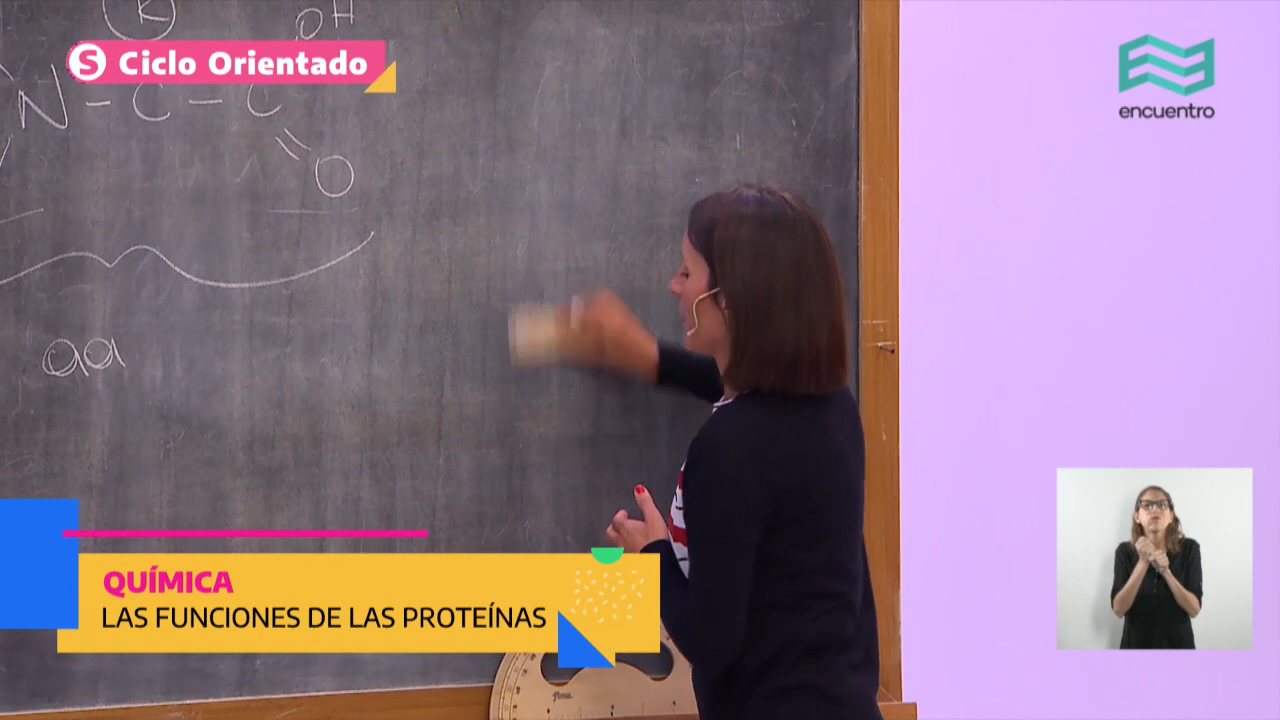 R
OH
S Ciclo Orientado
N - C - C
O
aa
encuentro
QUÍMICA
LAS FUNCIONES DE LAS PROTEÍNAS